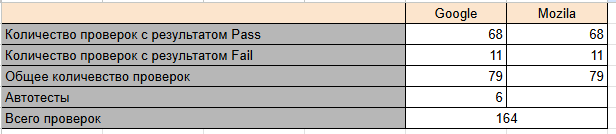 Google Mozila
Количество проверок с результатом Pass 68 68
Количество проверок с результатом Fail 11 11
Общее количевство проверок 79 79
Автотесты 6
Всего проверок 164